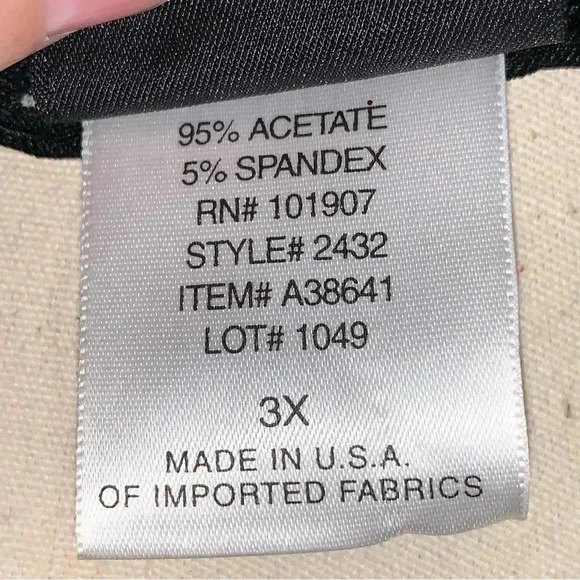 95% ACETATE
5% SPANDEX
RN# 101907
STYLE# 2432
ITEM# A38641
LOT# 1049
3X
MADE IN U.S.A.
OF IMPORTED FABRICS